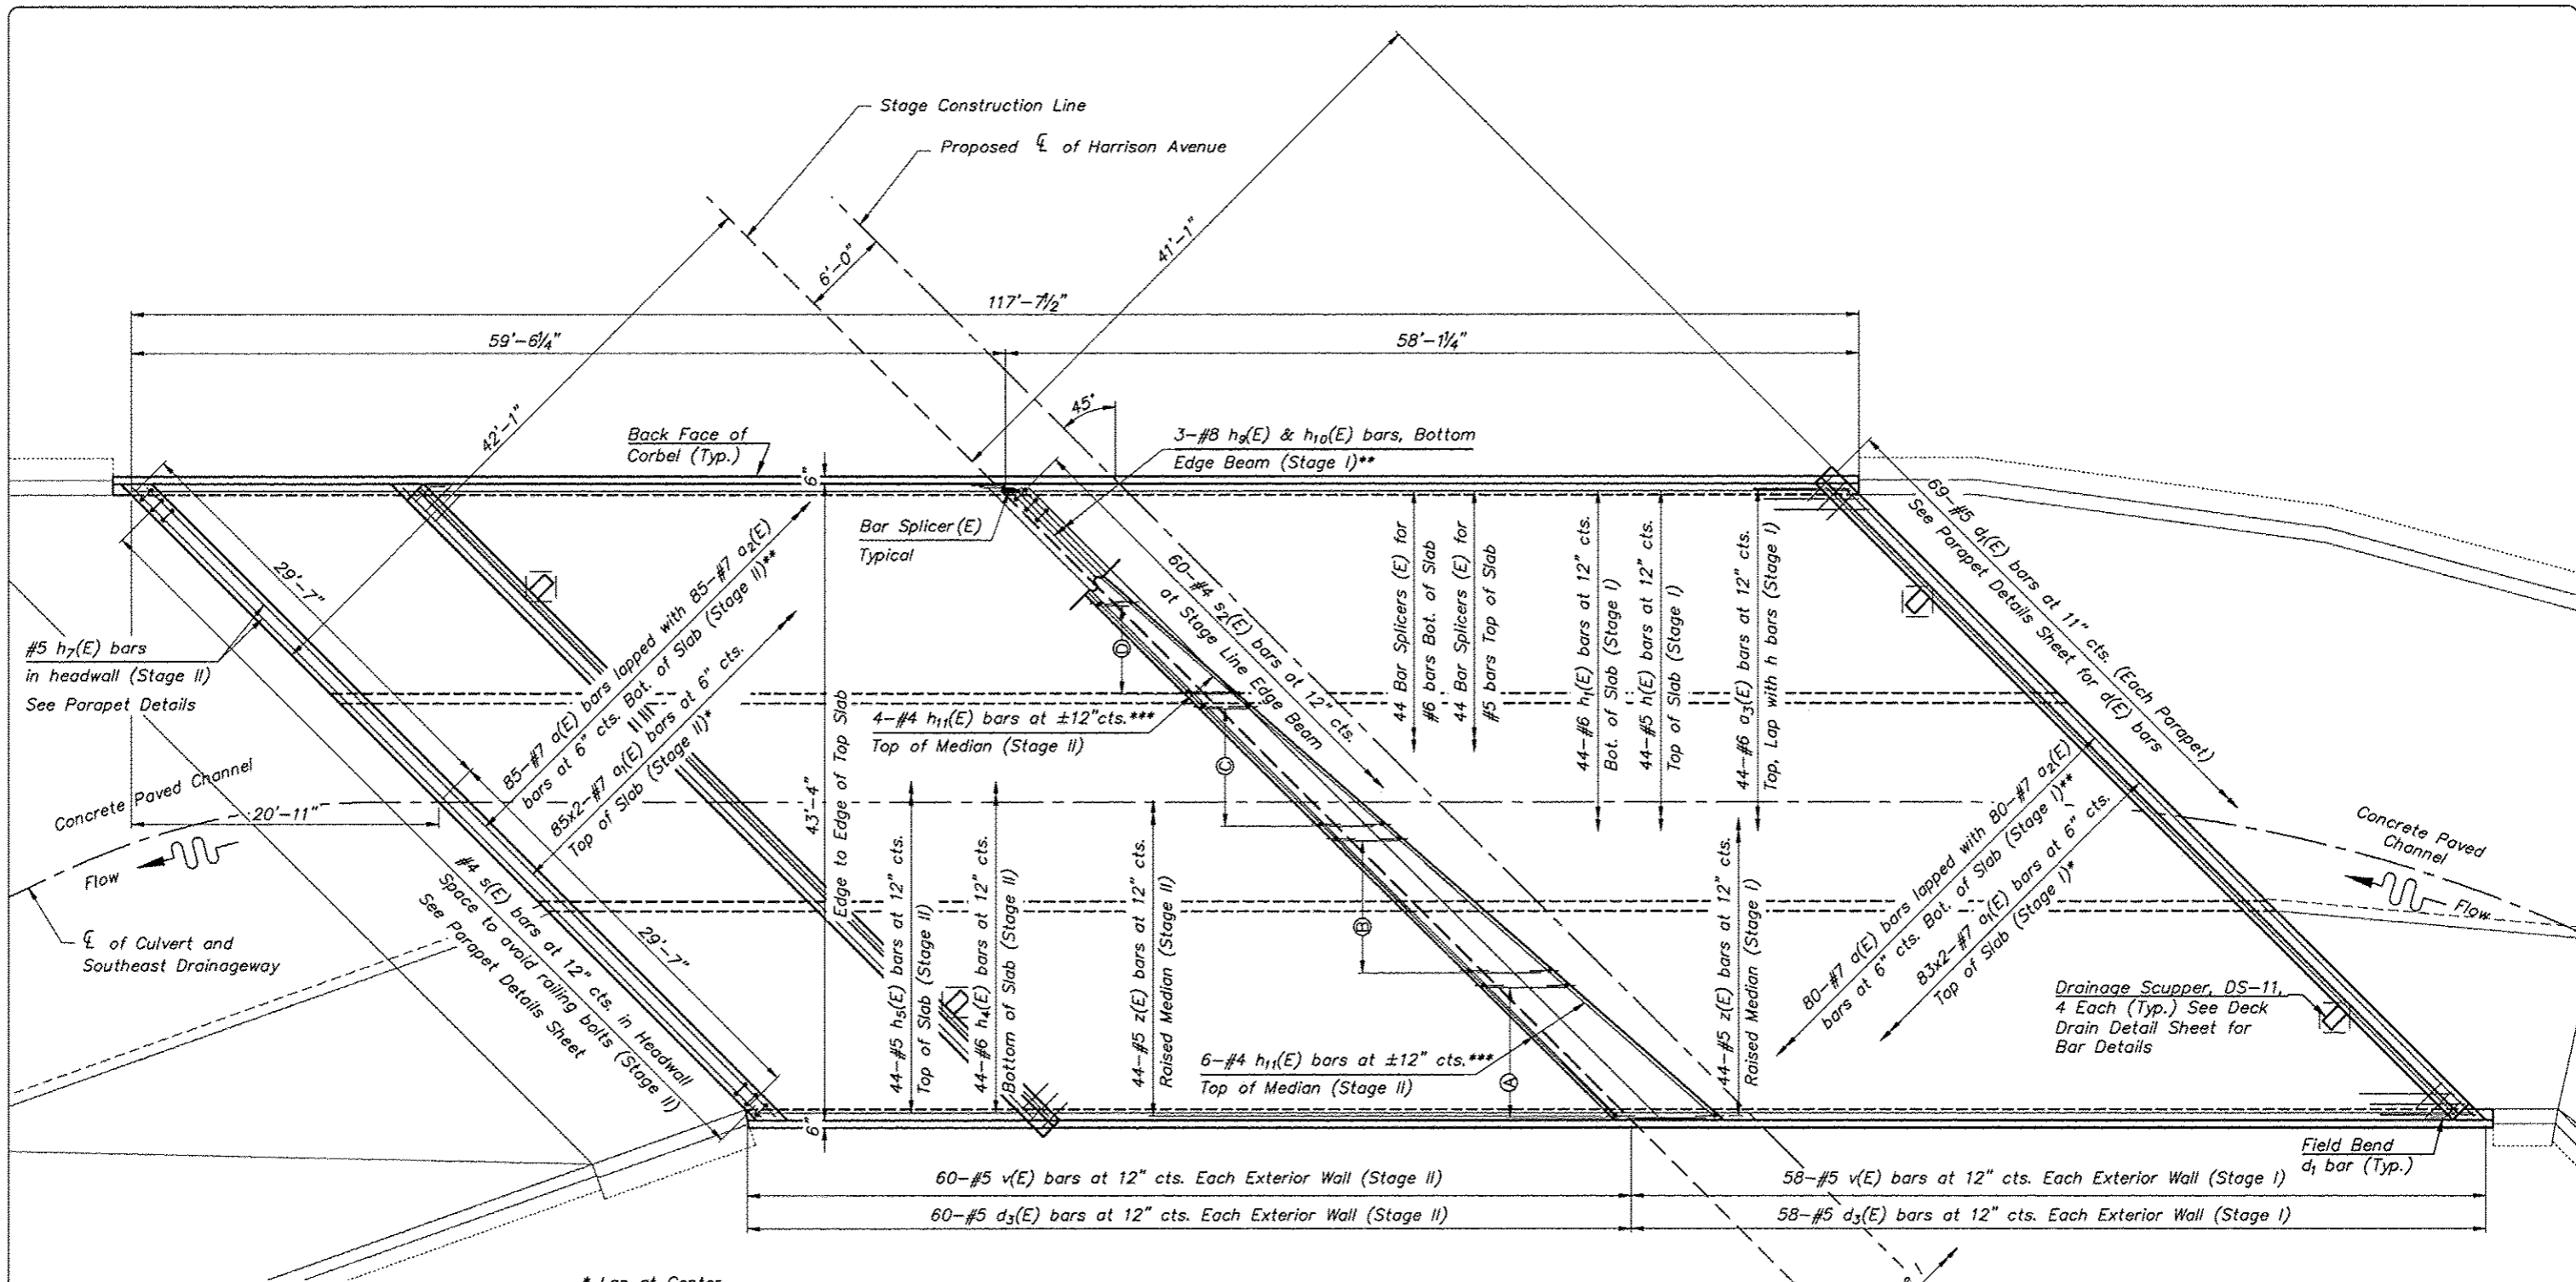 Stage Construction Line
Proposed ℄ of Harrison Avenue
6'-0"
41'-1"
117'-7½"
59'-6¼"
58'-1¼"
42'-1"
45°
Back Face of
Corbel (Typ.)
6"
3-#8 h9(E) & h10(E) bars, Bottom
Edge Beam (Stage I)**
Bar Splicer (E)
Typical
69-#5 d1(E) bars at 11" cts. (Each Parapet)
See Parapet Details Sheet for d(E) bars
29'-7"
#5 h7(E) bars
in headwall (Stage II)
See Parapet Details
85-#7 a(E) bars lapped with 85-#7 a2(E)
bars at 6" cts. Bot. of Slab (Stage II)**
85x2-#7 a1(E) bars at 6" cts.
Top of Slab (Stage II)*
60-#4 s2(E) bars at 12" cts.
at Stage Line Edge Beam
44 Bar Splicers (E) for
#6 bars Bot. of Slab
44 Bar Splicers (E) for
#5 bars Top of Slab
44-#6 h1(E) bars at 12" cts.
Bot. of Slab (Stage I)
44-#5 h(E) bars at 12" cts.
Top of Slab (Stage I)
44-#6 a3(E) bars at 12" cts.
Top, Lap with h bars (Stage I)
D
4-#4 h11(E) bars at ±12"cts.***
Top of Median (Stage II)
C
43'-4"
Edge to Edge of Top Slab
Concrete Paved Channel
20'-11"
Flow
℄ of Culvert and
Southeast Drainageway
#4 s(E) bars at 12" cts. in Headwall
Space to avoid railing bolts (Stage II)
See Parapet Details Sheet
29'-7"
44-#5 h5(E) bars at 12" cts.
Top of Slab (Stage II)
44-#6 h4(E) bars at 12" cts.
Bottom of Slab (Stage II)
44-#5 z(E) bars at 12" cts.
Raised Median (Stage II)
B
A
6-#4 h11(E) bars at ±12" cts.***
Top of Median (Stage II)
44-#5 z(E) bars at 12" cts.
Raised Median (Stage I)
80-#7 a(E) bars lapped with 80-#7 a2(E)
bars at 6" cts. Bot. of Slab (Stage I)**
83x2-#7 a1(E) bars at 6" cts.
Top of Slab (Stage I)*
Concrete Paved
Channel
Flow
Drainage Scupper, DS-11,
4 Each (Typ.) See Deck
Drain Detail Sheet for
Bar Details
6"
Field Bend
d1 bar (Typ.)
60-#5 v(E) bars at 12" cts. Each Exterior Wall (Stage II)
58-#5 v(E) bars at 12" cts. Each Exterior Wall (Stage I)
60-#5 d3(E) bars at 12" cts. Each Exterior Wall (Stage II)
58-#5 d3(E) bars at 12" cts. Each Exterior Wall (Stage I)
* Lap at Center